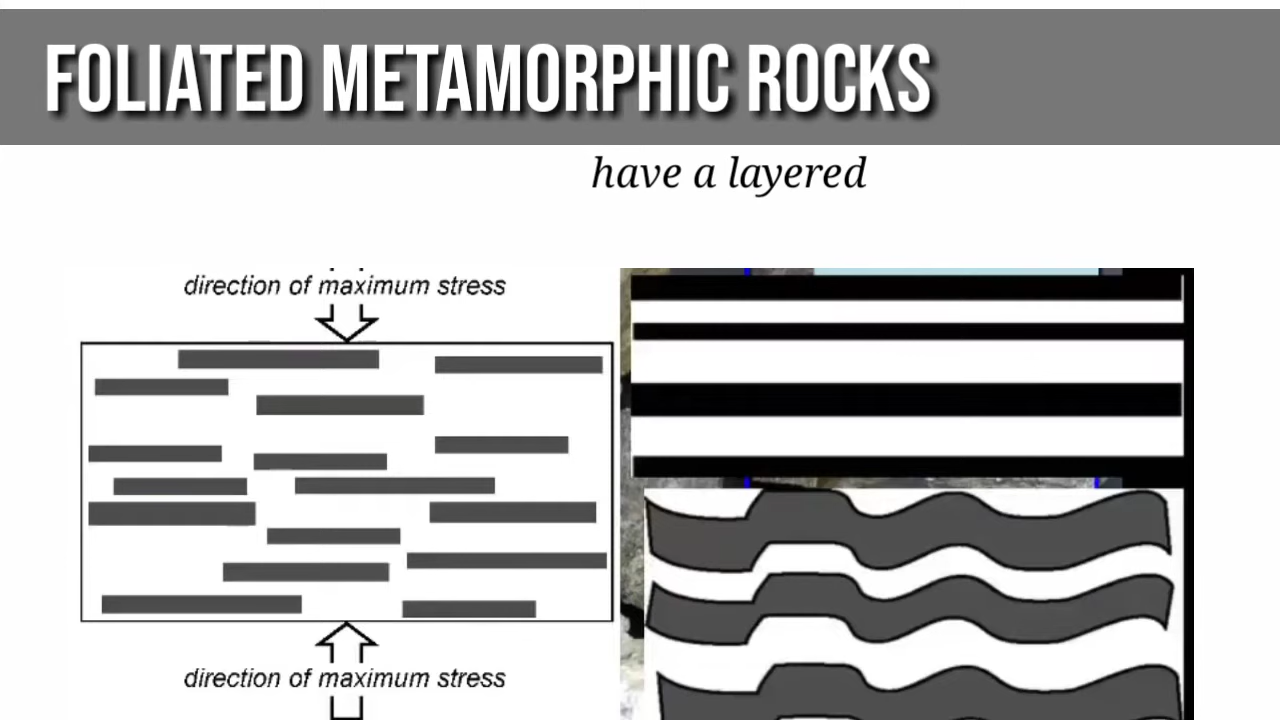 FOLIATED METAMORPHIC ROCKS
have a layered
direction of maximum stress
direction of maximum stress